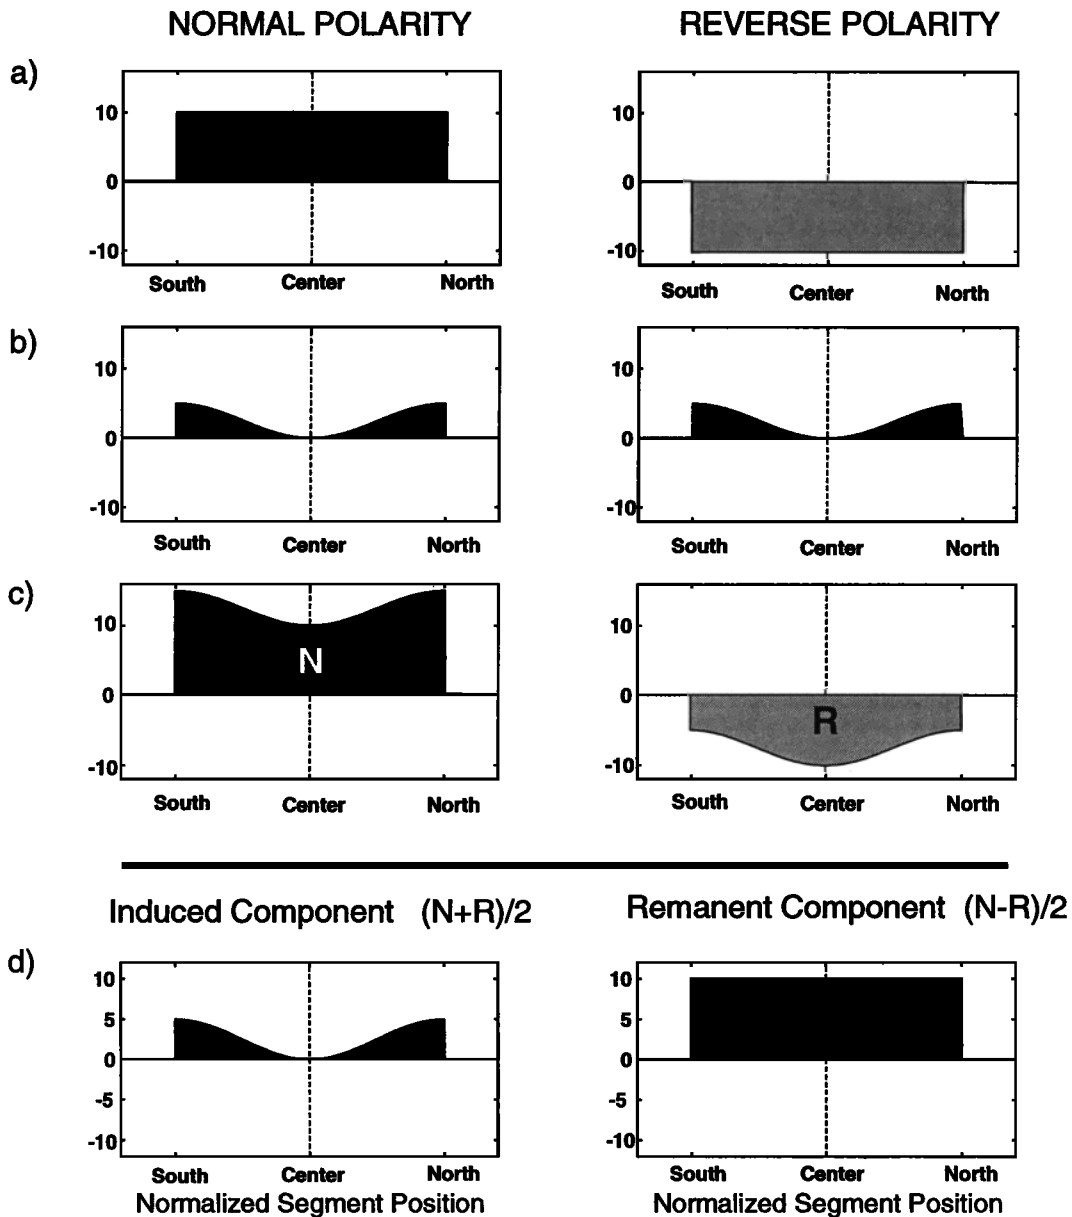 NORMAL POLARITY REVERSE POLARITY
a)
10
0
-10
South Center North
10
0
-10
South Center North
b)
10
0
-10
South Center North
10
0
-10
South Center North
c)
10
0
-10
N
South Center North
10
0
-10
R
South Center North
Induced Component (N+R)/2 Remanent Component (N-R)/2
d)
10
5
0
-5
-10
South Center North
Normalized Segment Position
10
5
0
-5
-10
South Center North
Normalized Segment Position